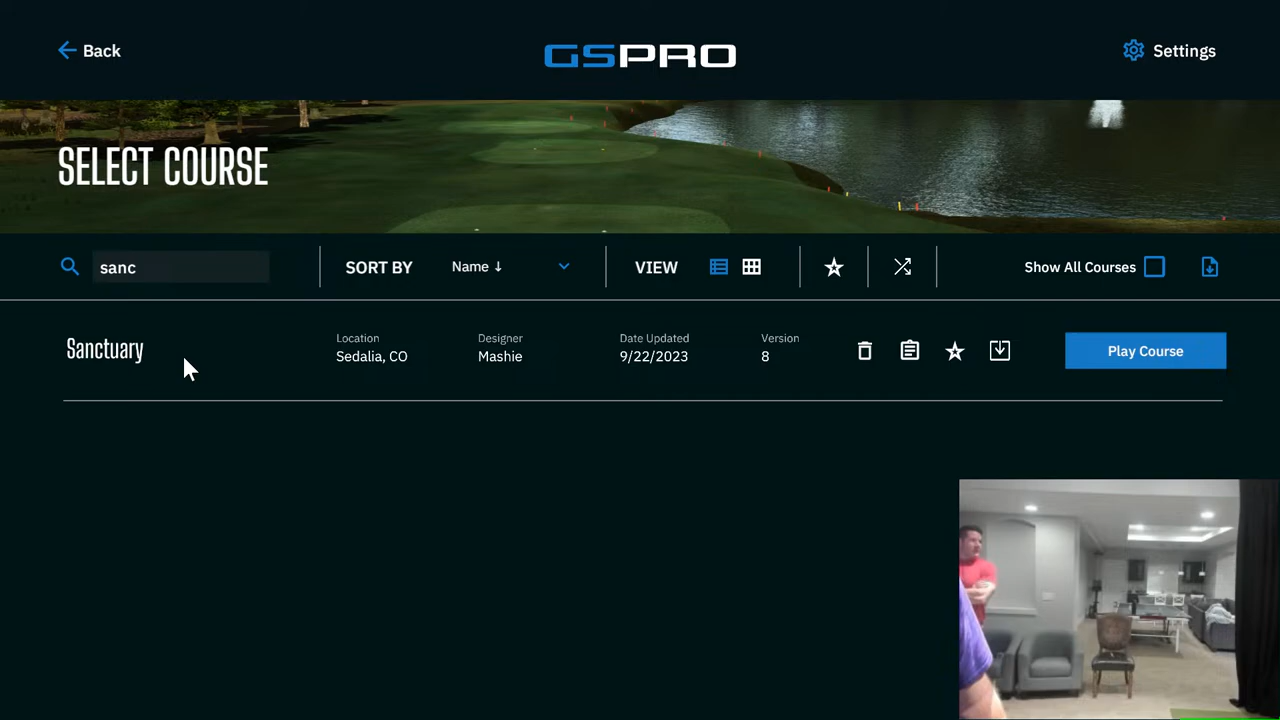 Back
GSPRO
Settings
SELECT COURSE
sanc
SORT BY
Name ↓
VIEW
Show All Courses
Sanctuary
Location
Sedalia, CO
Designer
Mashie
Date Updated
9/22/2023
Version
8
Play Course